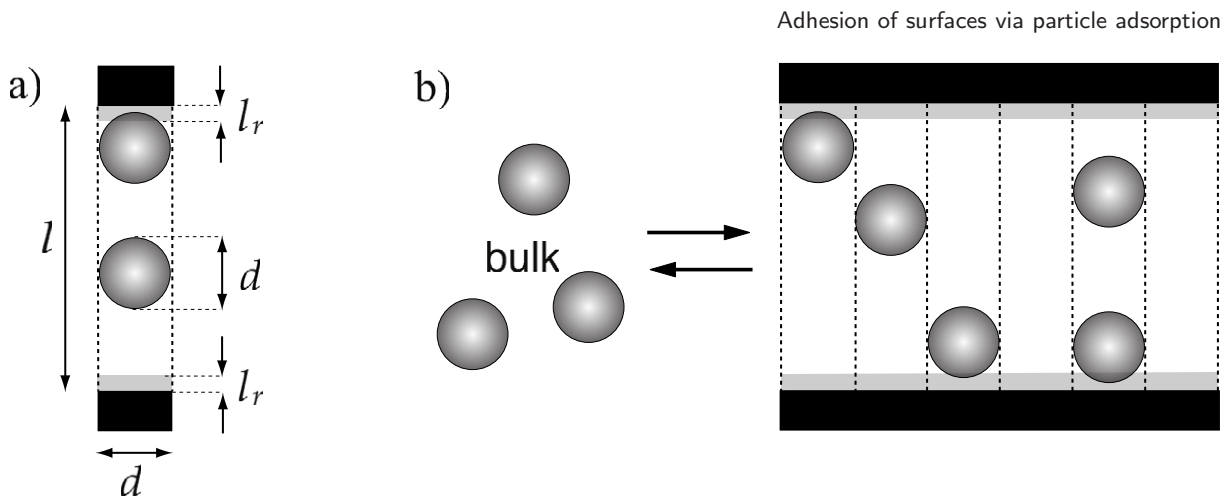 Adhesion of surfaces via particle adsorption
a)
l
l_r
d
l_r
d
b)
bulk